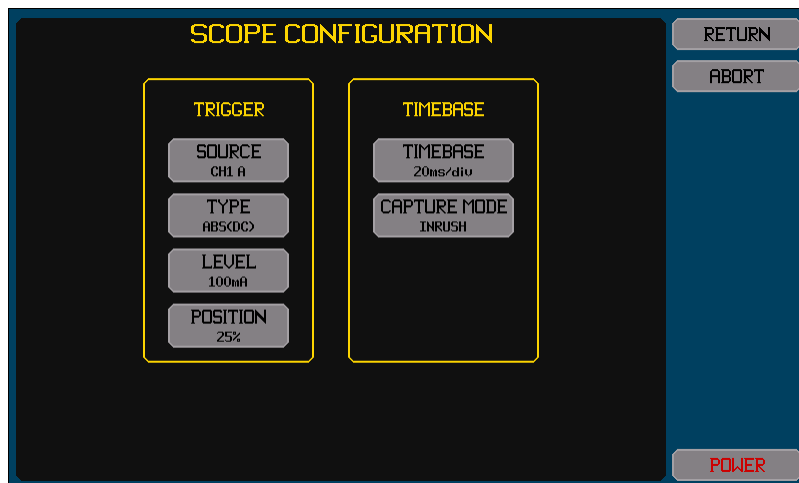 SCOPE CONFIGURATION
TRIGGER
SOURCE
CH1 A
TYPE
ABS(DC)
LEVEL
100mA
POSITION
25%
TIMEBASE
TIMEBASE
20ms/div
CAPTURE MODE
INRUSH
RETURN
ABORT
POWER